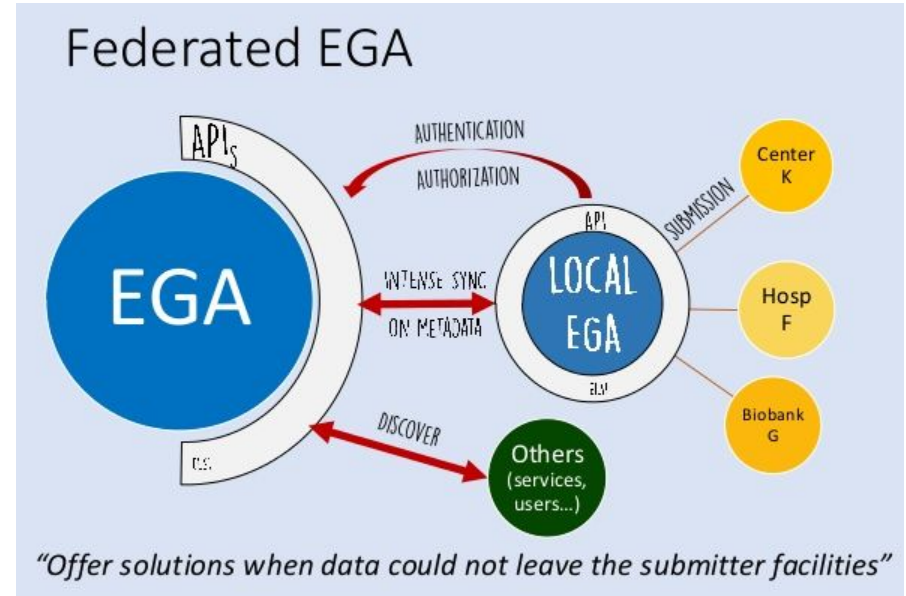 Federated EGA
APIs
EGA
AUTHENTICATION
AUTHORIZATION
INTENSE SYNC
ON METADATA
DISCOVER
API
LOCAL
EGA
SUBMISSION
Center
K
Hosp
F
Biobank
G
Others
(services,
users...)
“Offer solutions when data could not leave the submitter facilities”